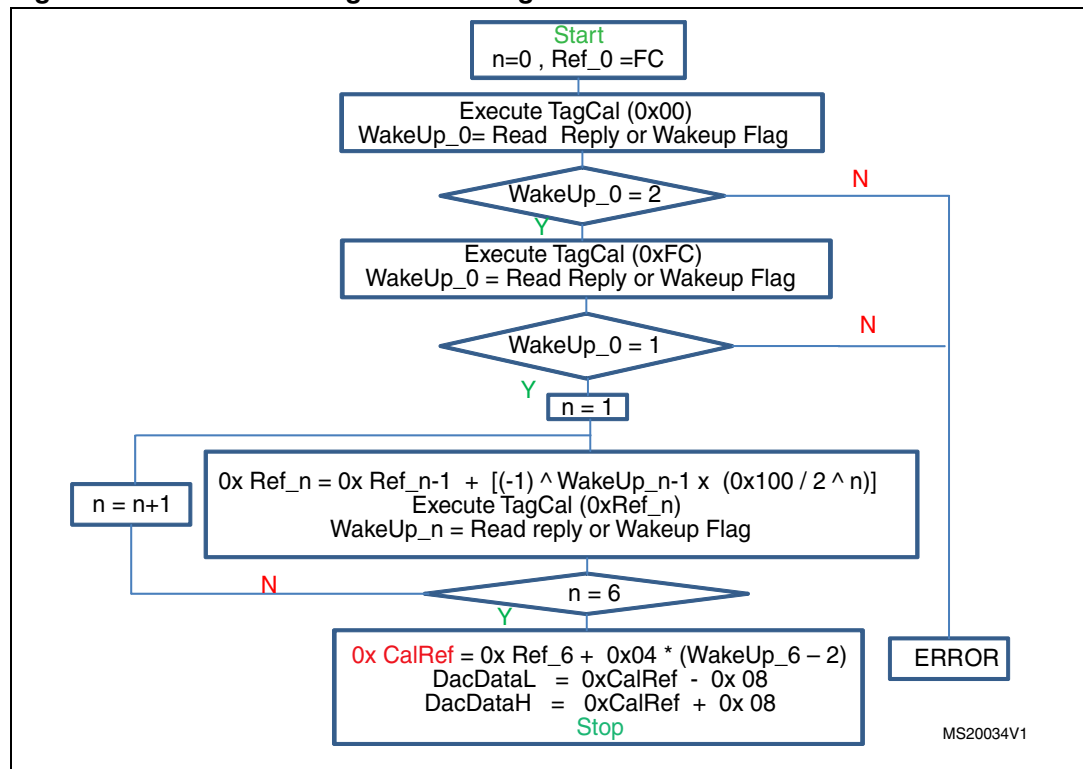 Start
n=0 , Ref_0 =FC
Execute TagCal (0x00)
WakeUp_0= Read Reply or Wakeup Flag
WakeUp_0 = 2
N
Y
Execute TagCal (0xFC)
WakeUp_0 = Read Reply or Wakeup Flag
WakeUp_0 = 1
N
Y
n = 1
0x Ref_n = 0x Ref_n-1 + [(-1) ^ WakeUp_n-1 x (0x100 / 2 ^ n)]
Execute TagCal (0xRef_n)
WakeUp_n = Read reply or Wakeup Flag
n = n+1
n = 6
N
Y
0x CalRef = 0x Ref_6 + 0x04 * (WakeUp_6 – 2)
DacDataL = 0xCalRef - 0x 08
DacDataH = 0xCalRef + 0x 08
Stop
ERROR
MS20034V1